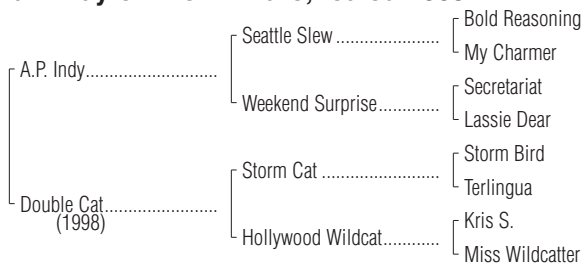 Bold Reasoning
Seattle Slew
My Charmer
A.P. Indy
Secretariat
Weekend Surprise
Lassie Dear
Storm Bird
Storm Cat
Terlingua
Double Cat
(1998)
Kris S.
Hollywood Wildcat
Miss Wildcatter